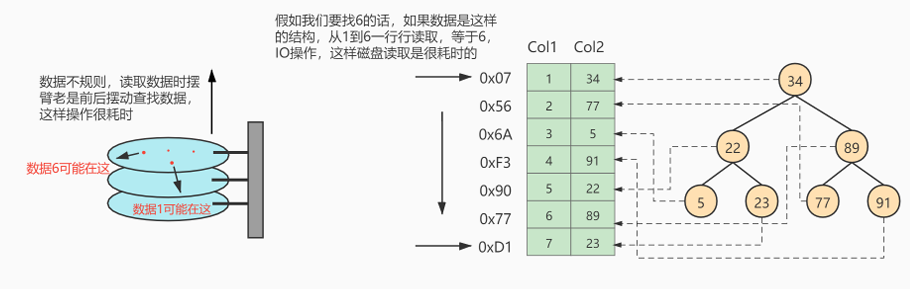 假如我们要找6的话，如果数据是这样
的结构，从1到6一行行读取，等于6，
IO操作，这样磁盘读取是很耗时的
数据不规则，读取数据时摆
臂老是前后摆动查找数据，
这样操作很耗时
数据6可能在这
数据1可能在这
Col1 Col2
0x07 1 34
0x56 2 77
0x6A 3 5
0xF3 4 91
0x90 5 22
0x77 6 89
0xD1 7 23
34
22 89
5 23 77 91